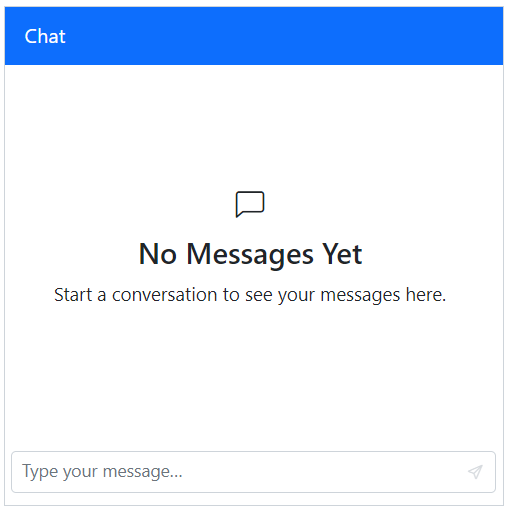 Chat
No Messages Yet
Start a conversation to see your messages here.
Type your message...